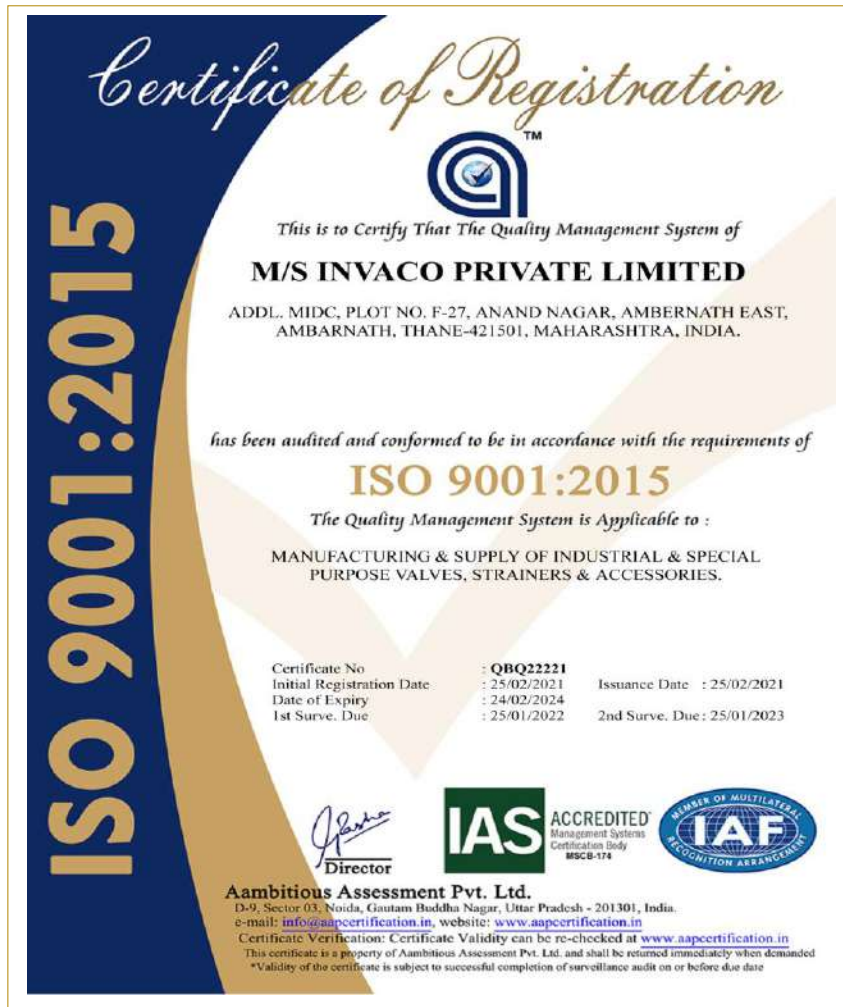 Certificate of Registration
TM
ISO 9001:2015
This is to Certify That The Quality Management System of
M/S INVACO PRIVATE LIMITED
ADDL. MIDC, PLOT NO. F-27, ANAND NAGAR, AMBERNATH EAST,
AMBARNATH, THANE-421501, MAHARASHTRA, INDIA.
has been audited and conformed to be in accordance with the requirements of
ISO 9001:2015
The Quality Management System is Applicable to :
MANUFACTURING & SUPPLY OF INDUSTRIAL & SPECIAL
PURPOSE VALVES, STRAINERS & ACCESSORIES.
Certificate No : QBQ22221
Initial Registration Date : 25/02/2021 Issuance Date : 25/02/2021
Date of Expiry : 24/02/2024
1st Surve. Due : 25/01/2022 2nd Surve. Due : 25/01/2023
Director
IAS
ACCREDITED
Management Systems
Certification Body
MSCB-174
MEMBER OF MULTILATERAL
IAF
RECOGNITION ARRANGEMENT
Aambitious Assessment Pvt. Ltd.
D-9, Sector 03, Noida, Gautam Buddha Nagar, Uttar Pradesh - 201301, India.
e-mail: info@aapcertification.in, website: www.aapcertification.in
Certificate Verification: Certificate Validity can be re-checked at www.aapcertification.in
This certificate is a property of Aambitious Assessment Pvt. Ltd. and shall be returned immediately when demanded
*Validity of the certificate is subject to successful completion of surveillance audit on or before due date